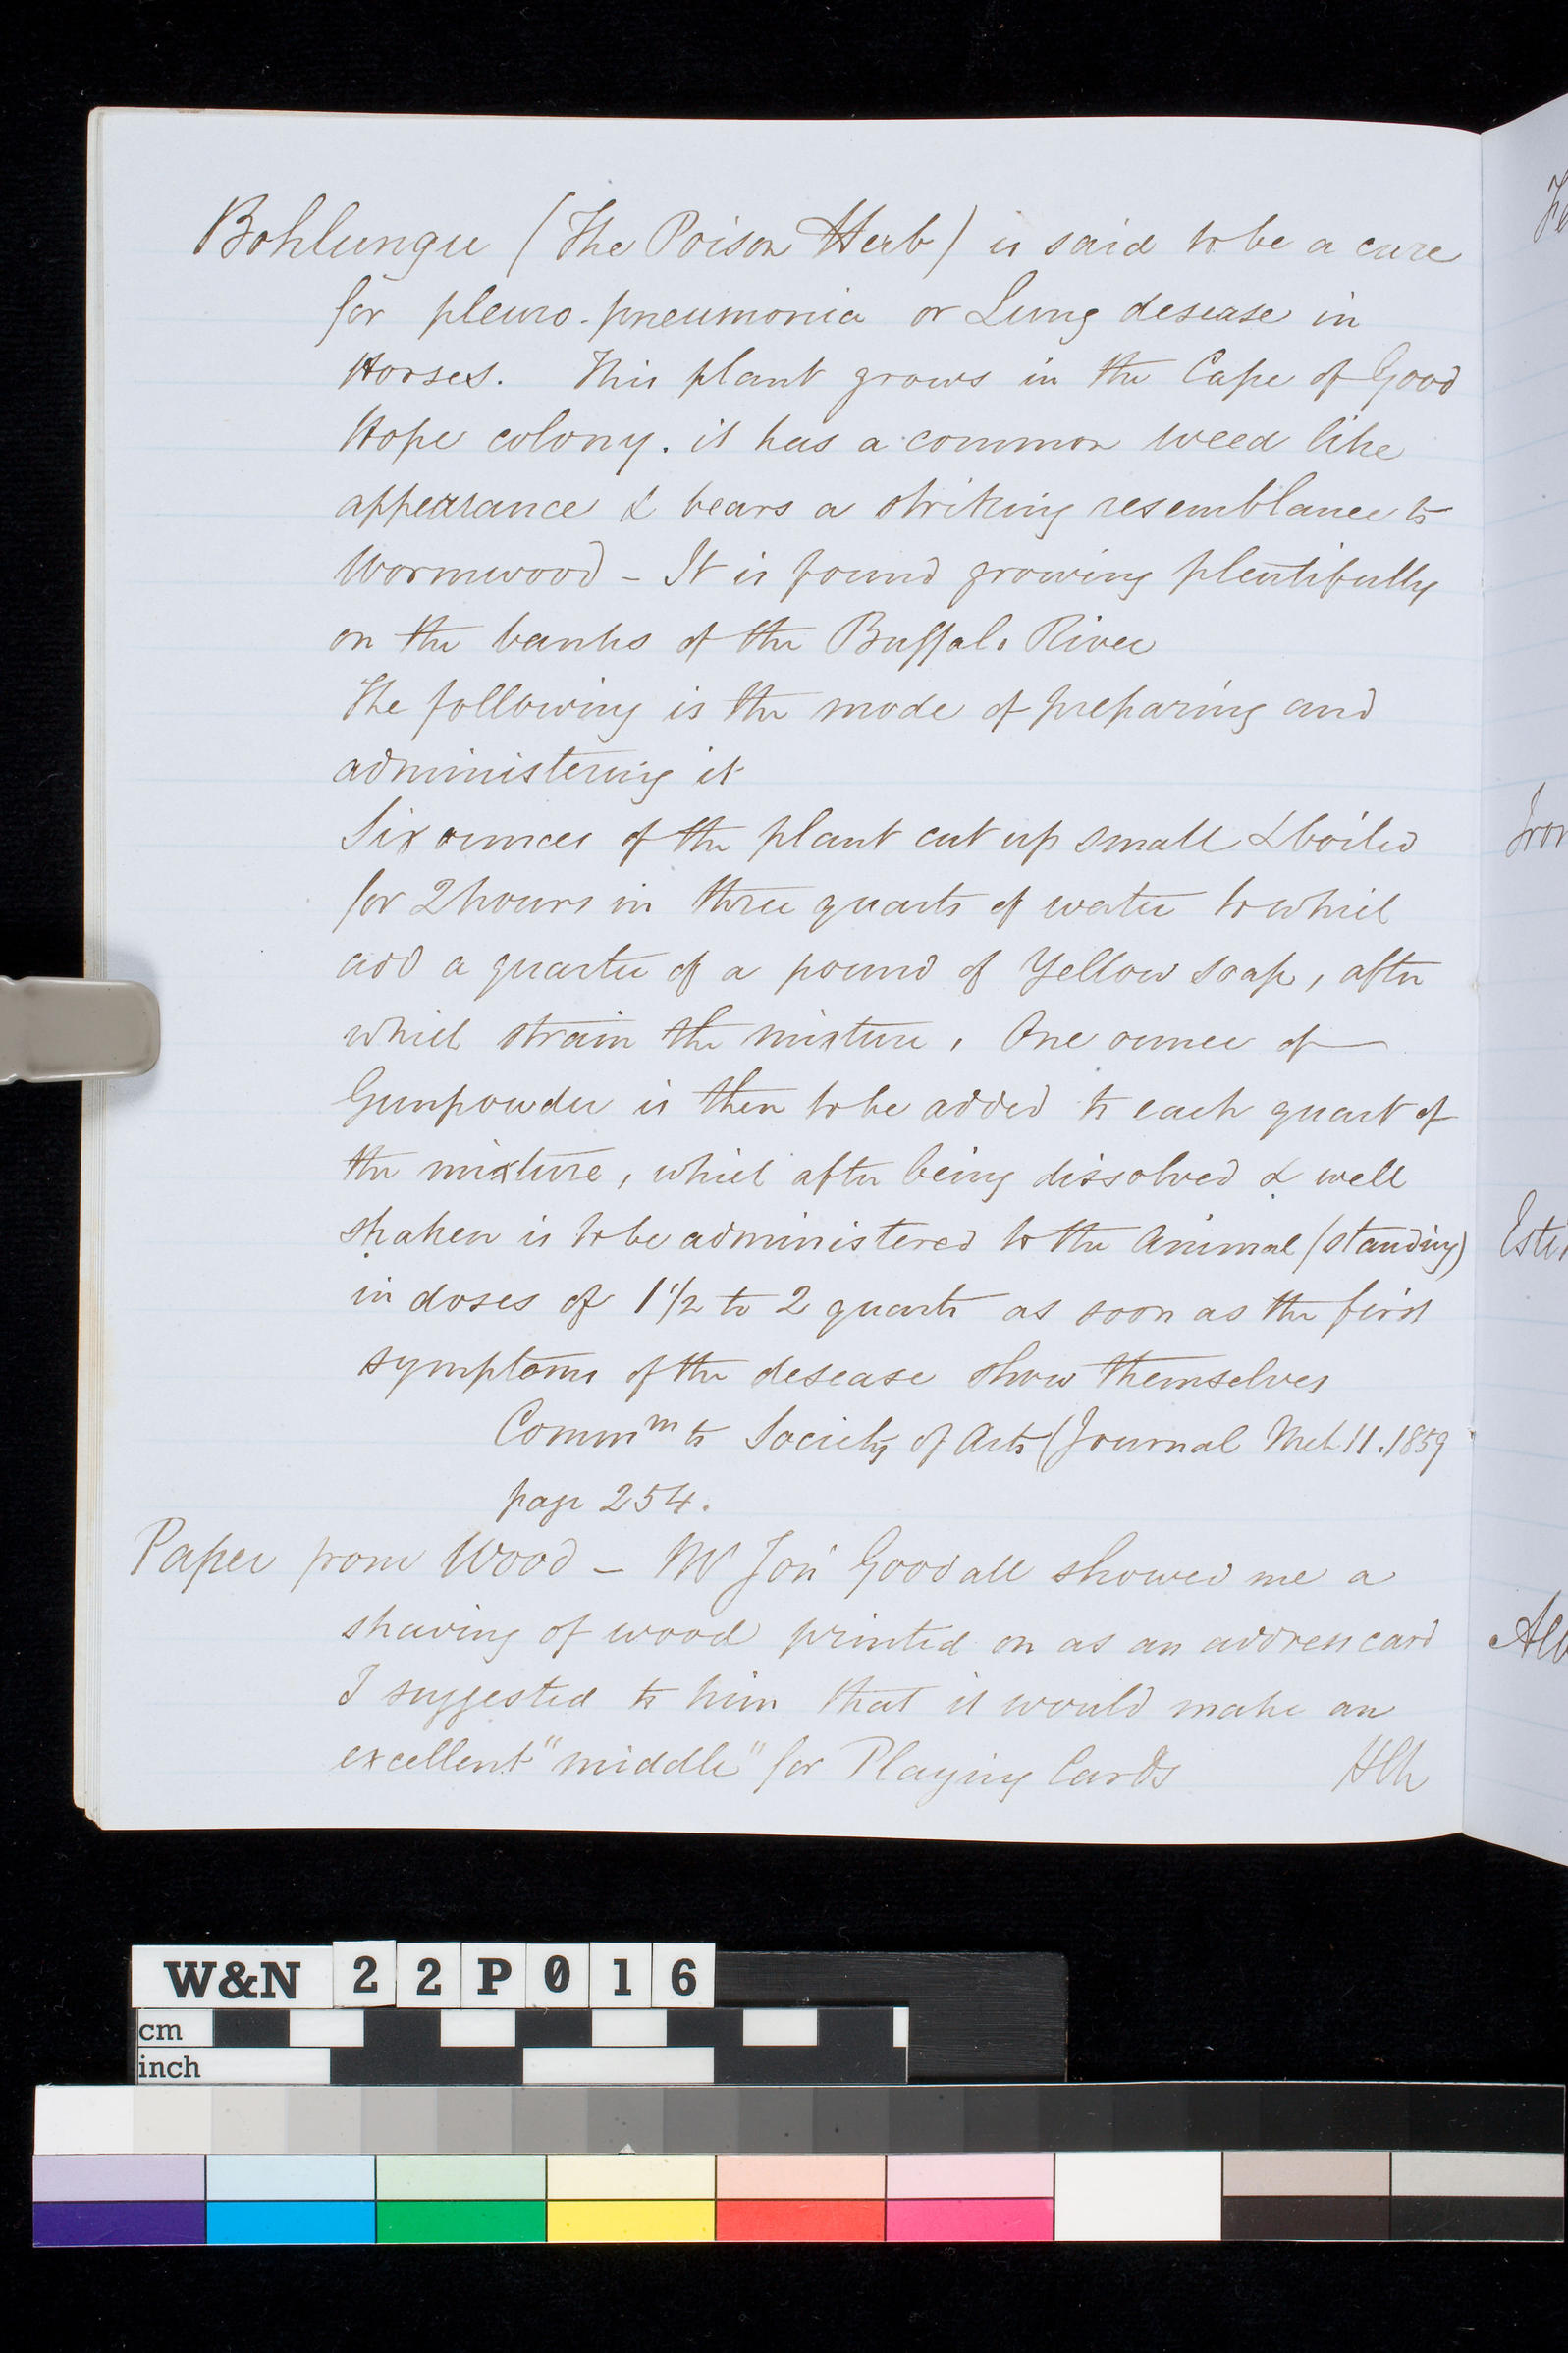 Bohlungu (The Poison Herb) is said to be a cure
for pleuro-pneumonia or Lung desease in
Horses. This plant grows in the Cape of Good
Hope colony. it has a common weed like
appearance & bears a striking resemblance to
Wormwood - It is found growing plentifully
on the banks of the Buffalo River
The following is the mode of preparing and
administering it
Six ounces of the plant cut up small & boiled
for 2 hours in three quarts of water to which
add a quarter of a pound of Yellow soap, after
which strain the mixture, One ounce of
Gunpowder is then to be added to each quart of
the mixture, which after being dissolved & well
shaken is to be administered to the Animal (standing)
in doses of 1 1/2 to 2 quarts as soon as the first
symptoms of the desease show themselves
Commm to Society of Arts (Journal Mch 11. 1859
page 254.
Paper from Wood - Mr Jon Goodall showed me a
shaving of wood printed on as an address card
I suggested to him that it would make an
excellent "middle" for Playing Cards
W&N 22P016
cm
inch